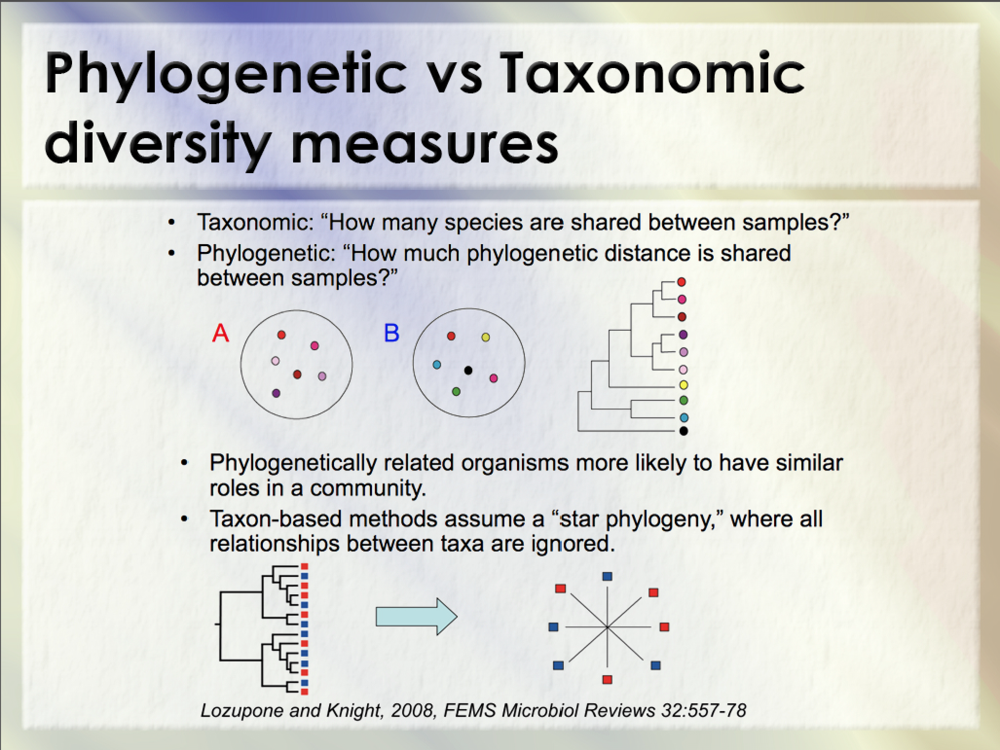 Phylogenetic vs Taxonomic
diversity measures
• Taxonomic: “How many species are shared between samples?”
• Phylogenetic: “How much phylogenetic distance is shared
between samples?”
A
B
• Phylogenetically related organisms more likely to have similar
roles in a community.
• Taxon-based methods assume a “star phylogeny,” where all
relationships between taxa are ignored.
Lozupone and Knight, 2008, FEMS Microbiol Reviews 32:557-78